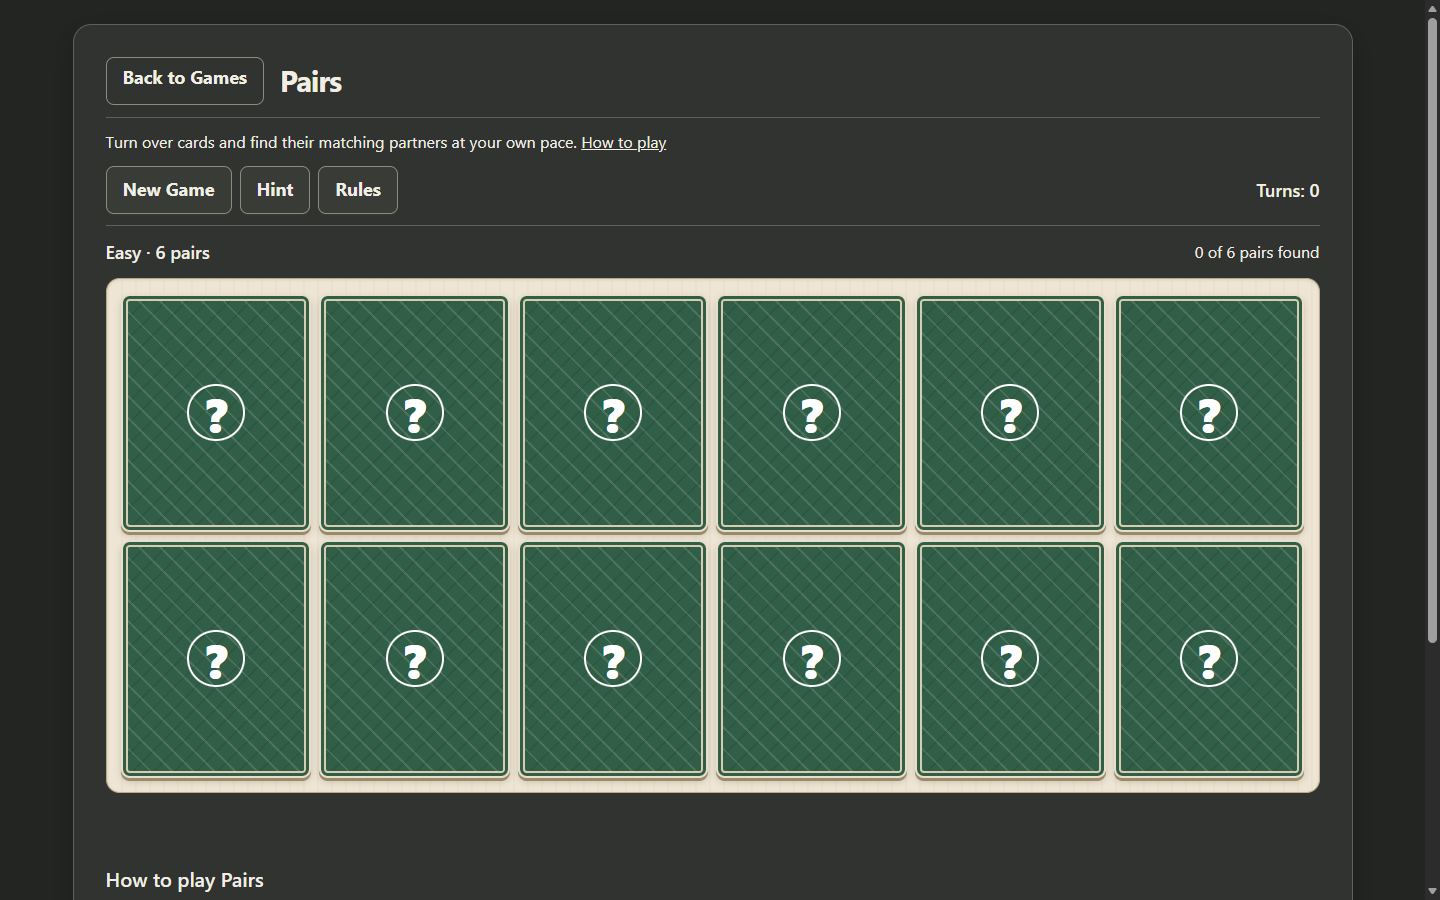 Back to Games
Pairs
Turn over cards and find their matching partners at your own pace. How to play
New Game
Hint
Rules
Turns: 0
Easy · 6 pairs
0 of 6 pairs found
? ? ? ? ? ?
? ? ? ? ? ?
How to play Pairs